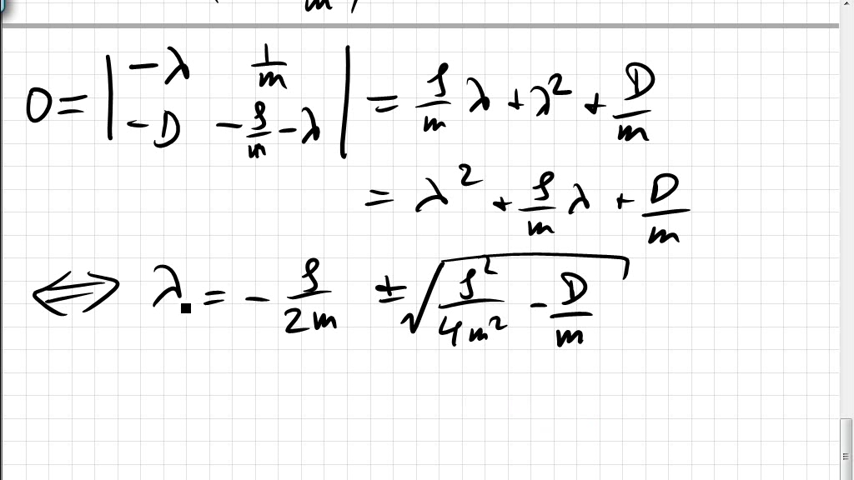 m )
0 = | -λ 1/m ; -D -ρ/m - λ | = ρ/m λ + λ² + D/m
= λ² + ρ/m λ + D/m
⟺ λ = - ρ/2m ± √(ρ²/4m² - D/m)